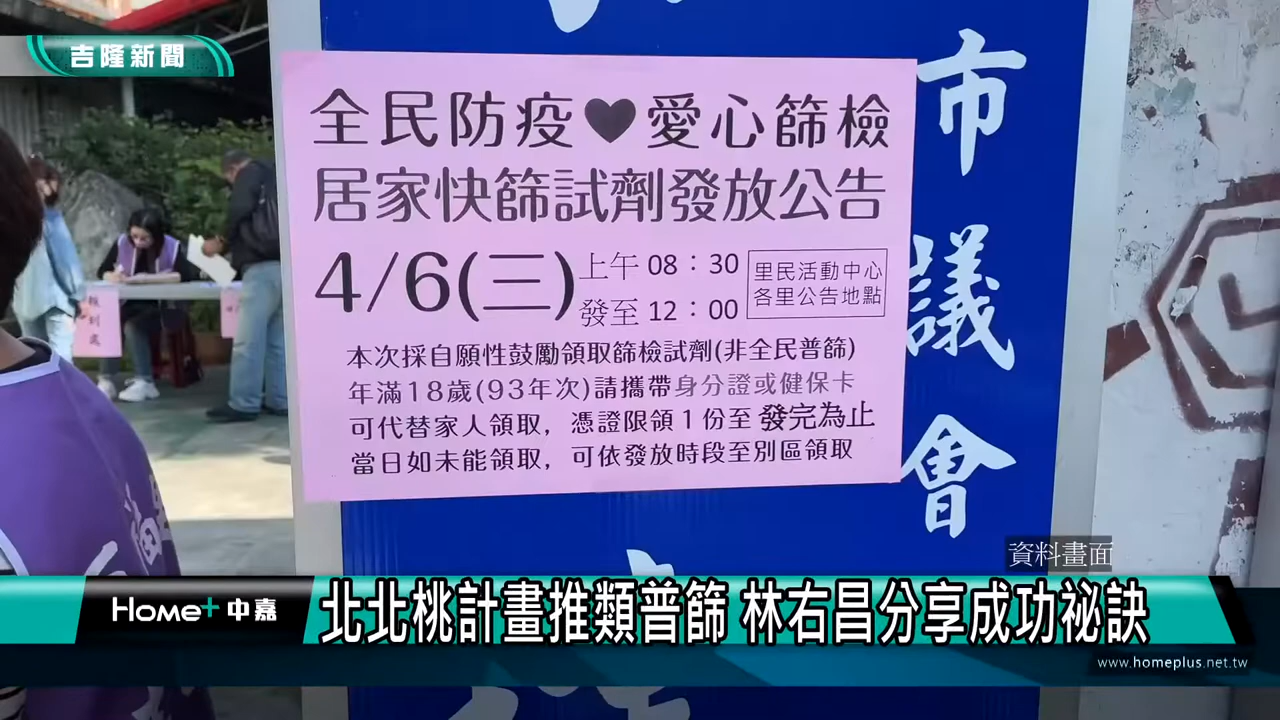 吉隆新聞
全民防疫♥愛心篩檢
居家快篩試劑發放公告
4/6(三)上午 08：30
發至 12：00
里民活動中心
各里公告地點
本次採自願性鼓勵領取篩檢試劑(非全民普篩)
年滿18歲(93年次)請攜帶身分證或健保卡
可代替家人領取，憑證限領1份至 發完為止
當日如未能領取，可依發放時段至別區領取
市議會
報到處
資料畫面
Home+中嘉
北北桃計畫推類普篩 林右昌分享成功祕訣
www.homeplus.net.tw